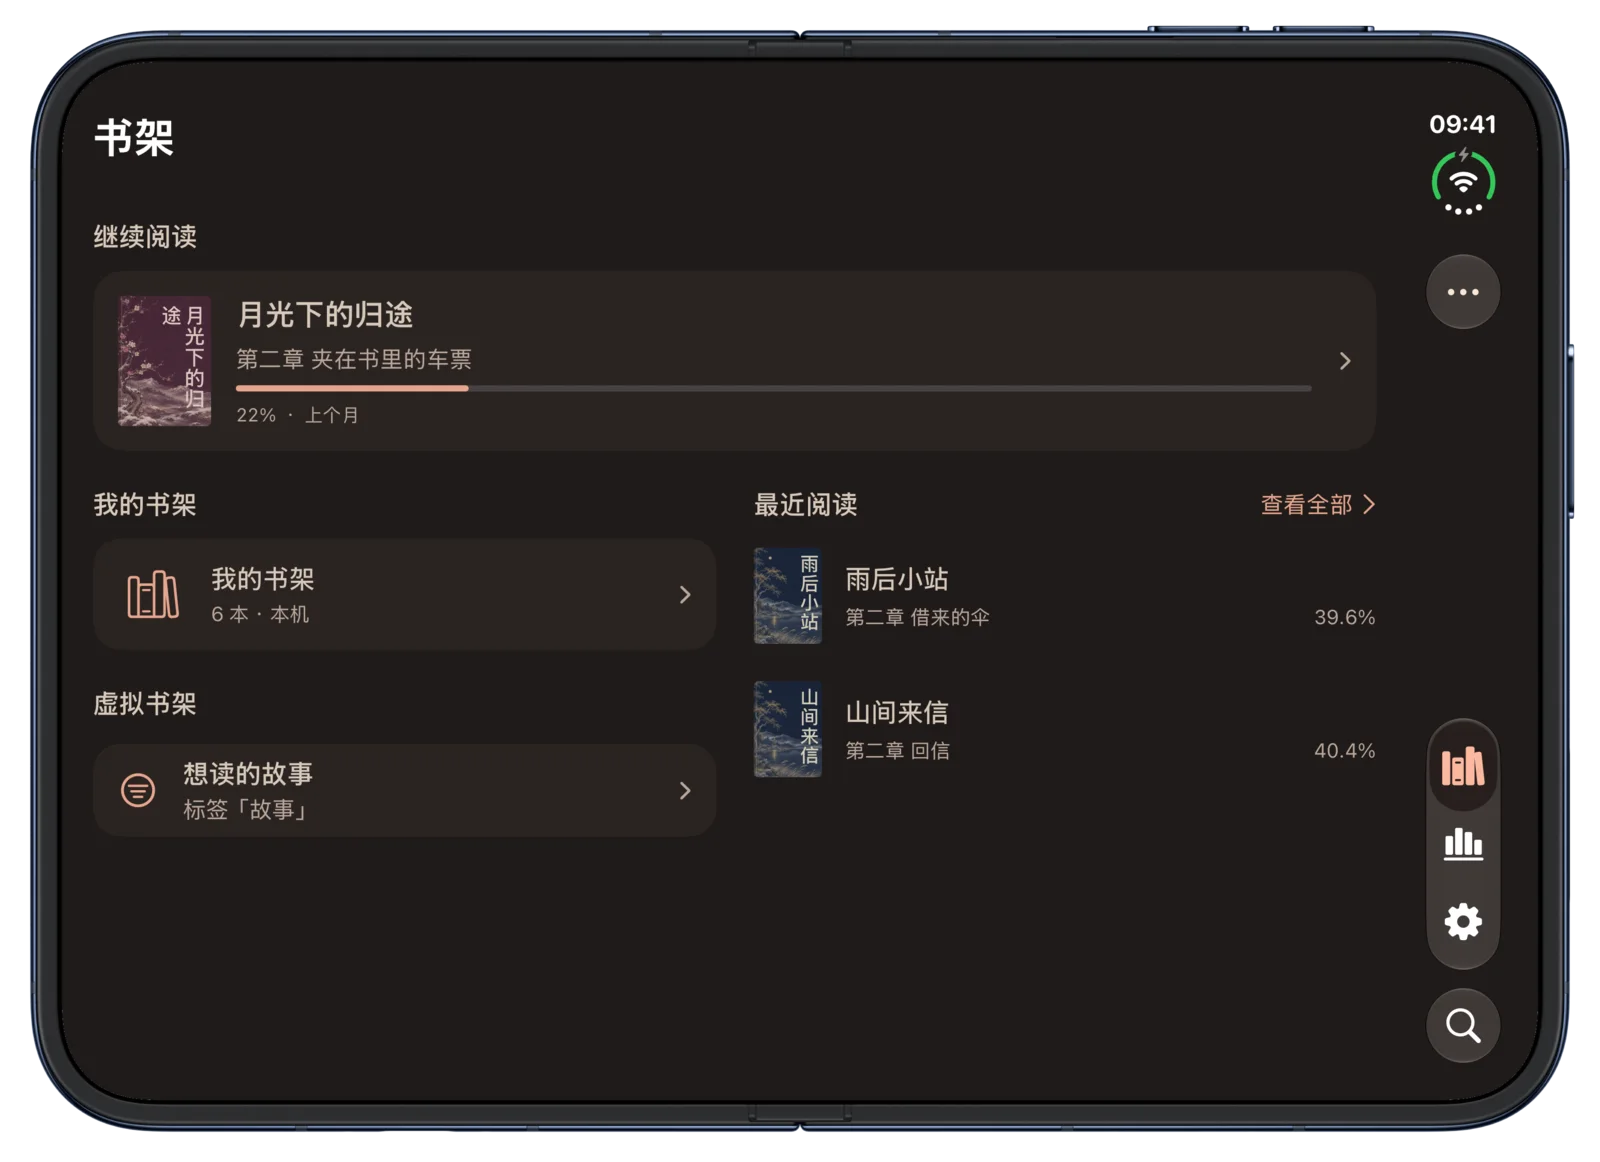 书架
09:41
继续阅读
月光下的归途
月光下的归途
第二章 夹在书里的车票
22% · 上个月
我的书架
我的书架
6 本 · 本机
虚拟书架
想读的故事
标签「故事」
最近阅读
查看全部
雨后小站
雨后小站
第二章 借来的伞
39.6%
山间来信
山间来信
第二章 回信
40.4%